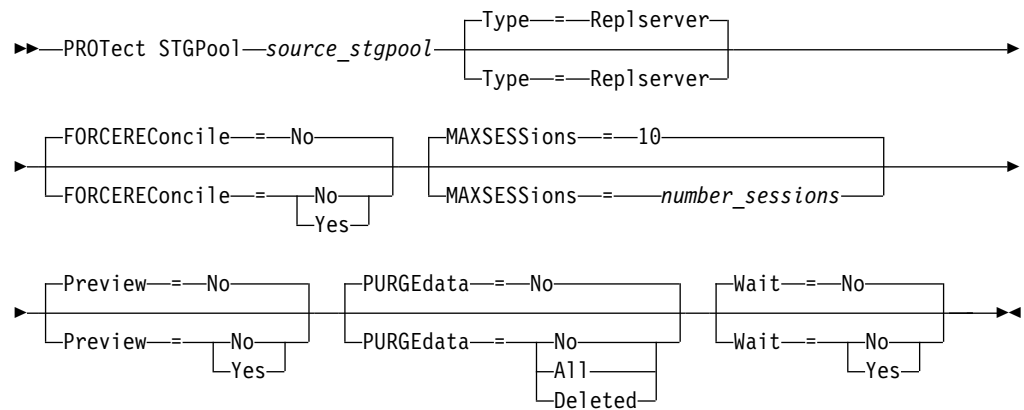 Type = Replserver
PROTect STGPool source_stgpool
Type = Replserver
FORCEREConcile = No
MAXSESSions = 10
FORCEREConcile = No
Yes
MAXSESSions = number_sessions
Preview = No
PURGEdata = No
Wait = No
Preview = No
Yes
PURGEdata = No
All
Deleted
Wait = No
Yes